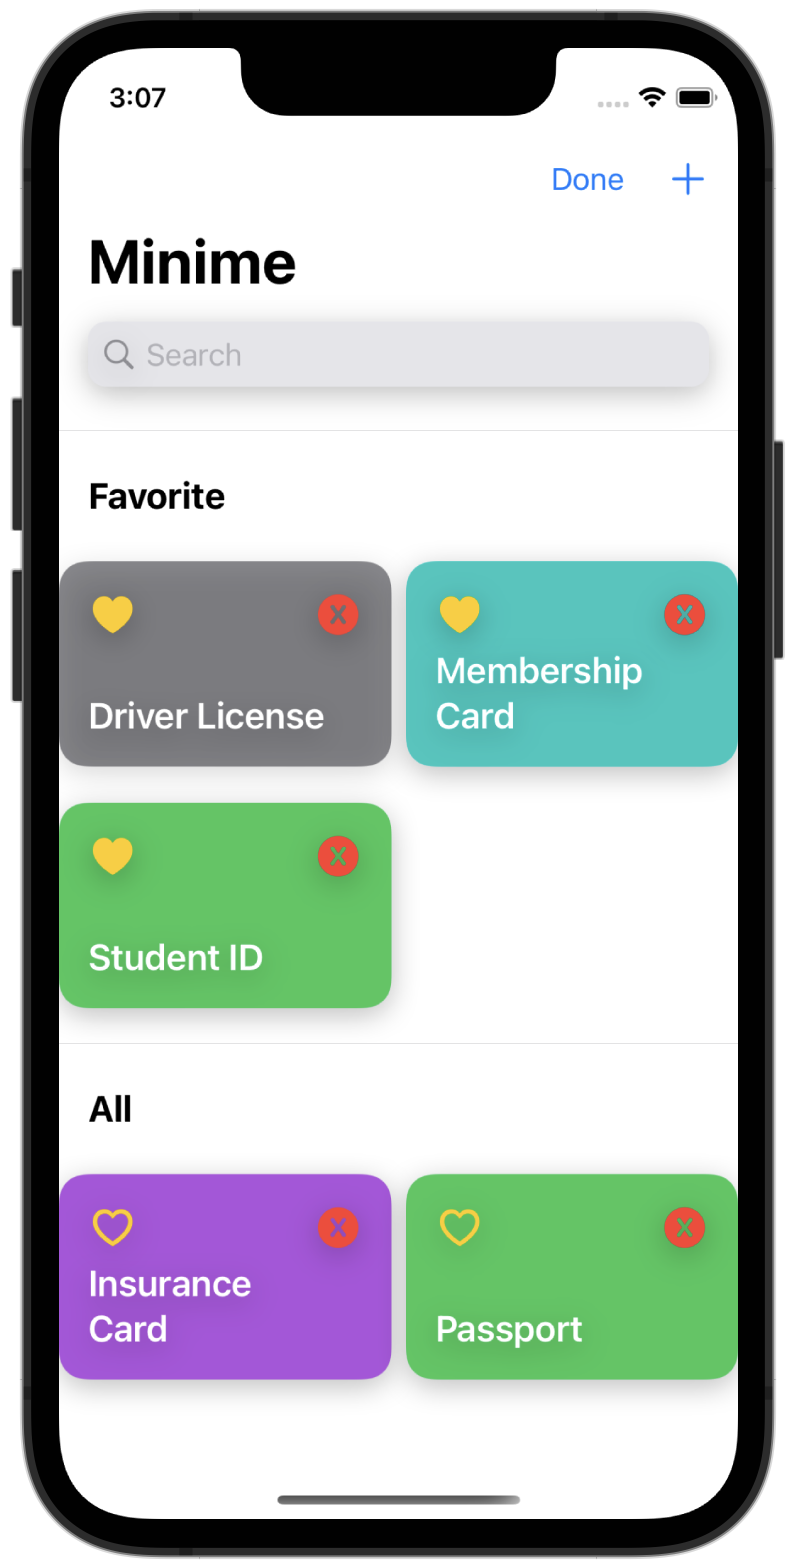 3:07
Done +
Minime
Search
Favorite
X
X
Driver License
Membership
Card
X
Student ID
All
X
X
Insurance
Card
Passport